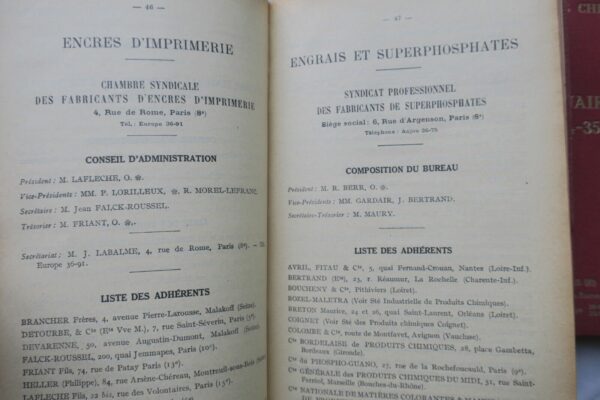 — 46 —
ENCRES D'IMPRIMERIE
CHAMBRE SYNDICALE
DES FABRICANTS D'ENCRES D'IMPRIMERIE
4, Rue de Rome, Paris (8e)
Tél.: Europe 36-91
CONSEIL D'ADMINISTRATION
Président : M. LAFLECHE, O. ✻.
Vice-Présidents : MM. P. LORILLEUX, ✻. R. MOREL-LEFRANC.
Secrétaire : M. Jean FALCK-ROUSSEL.
Trésorier : M. FRIANT, O. ✻.
Secrétariat : M. J. LABALME, 4, rue de Rome, Paris (8e). —
Europe 36-91.
LISTE DES ADHÉRENTS
BRANCHER Frères, 4, avenue Pierre-Larousse, Malakoff (Seine).
DETOURBE, & Cie (Ets Vve M.), 7, rue Saint-Séverin, Paris (5e).
DEVARENNE, 30, avenue Augustin-Dumont, Malakoff (Seine).
FALCK-ROUSSEL, 200, quai Jemmapes, Paris (10e).
FRIANT Fils, 74, rue de Patay Paris (13e).
HELLER (Philippe), 84, rue Arsène-Chéreau, Montreuil-sous-Bois
LAFLECHE Fils, 22 bis, rue des Volontaires, Paris (15e)
— 47 —
ENGRAIS ET SUPERPHOSPHATES
SYNDICAT PROFESSIONNEL
DES FABRICANTS DE SUPERPHOSPHATES
Siège social : 6, Rue d'Argenson, Paris (8e)
Téléphone : Anjou 26-75
COMPOSITION DU BUREAU
Président : M. R. BERR, O. ✻.
Vice-Présidents : MM. GARDAIR, J. BERTRAND.
Secrétaire-Trésorier : M. MAURY.
LISTE DES ADHÉRENTS
AVRIL, FITAU & Cie, 5, quai Fernand-Crouan, Nantes (Loire-Inf.)
BERTRAND (Ets), 23, r. Réaumur, La Rochelle (Charente-Inf.)
BOUCHENY & Cie, Pithiviers (Loiret).
BOZEL-MALETRA (Voir Sté Industrielle de Produits Chimiques).
BRETON Maurice, 24 et 26, quai Saint-Laurent, Orléans (Loiret).
COIGNET (Voir Sté des Produits chimiques Coignet).
COLOMBE & Cie, route de Montfavet, Avignon (Vaucluse).
Cie BORDELAISE DE PRODUITS CHIMIQUES, 28, place Gambetta,
Bordeaux (Gironde).
Cie du PHOSPHO-GUANO, 27, rue de la Rochefoucauld, Paris (9e).
Cie GÉNÉRALE des PRODUITS CHIMIQUES DU MIDI, 51, rue Saint-
Ferréol, Marseille (Bouches-du-Rhône).
Cie NATIONALE de MATIÈRES COLORANTES &
CHI
-35